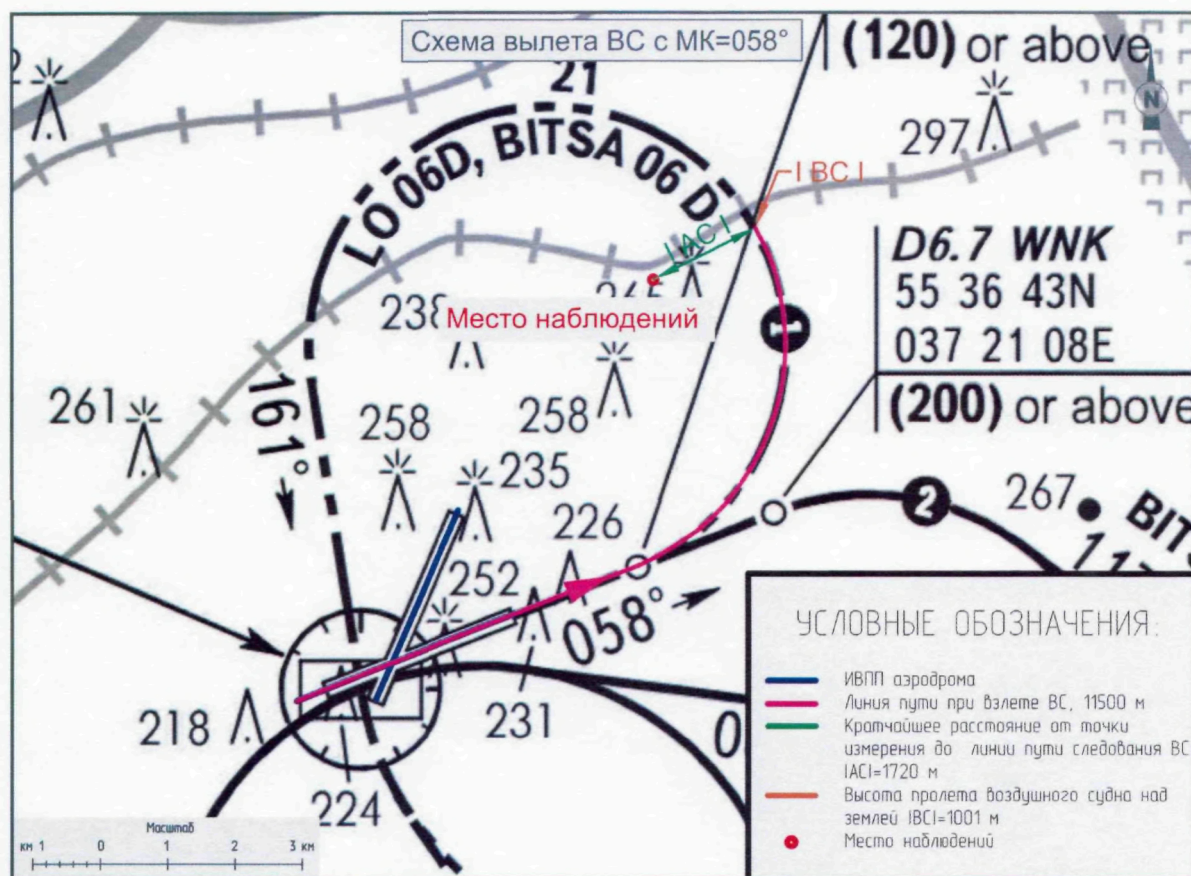 Схема вылета ВС с МК=058°
(120) or above
21
LO 06D, BITSA 06 D
297
I BC I
I AC I
N
D6.7 WNK
55 36 43N
037 21 08E
(200) or above
Место наблюдений
261
161°
258
258
235
226
252
267
2
1
058°
218
231
224
УСЛОВНЫЕ ОБОЗНАЧЕНИЯ:
ИВПП аэродрома
Линия пути при взлете ВС, 11500 м
Кратчайшее расстояние от точки
измерения до линии пути следования ВС
IACI=1720 м
Высота пролета воздушного судна над
землей IBCI=1001 м
Место наблюдений
Масштаб
км 1 0 1 2 3 км